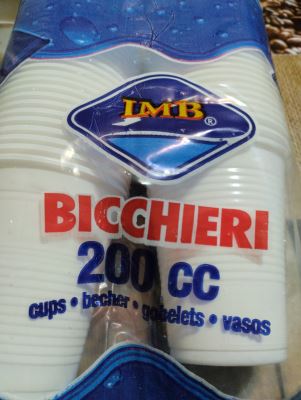 IMB®
BICCHIERI
200 cc
cups • becher • gobelets • vasos